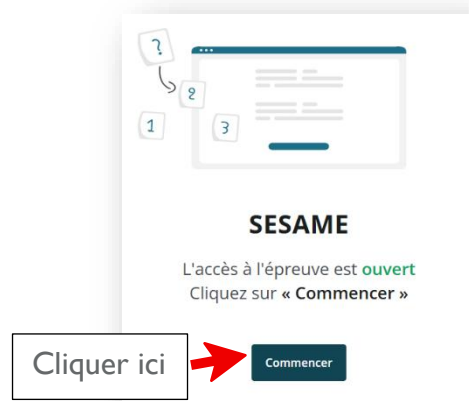 ?
2
1
3
SESAME
L'accès à l'épreuve est ouvert
Cliquez sur « Commencer »
Cliquer ici
Commencer